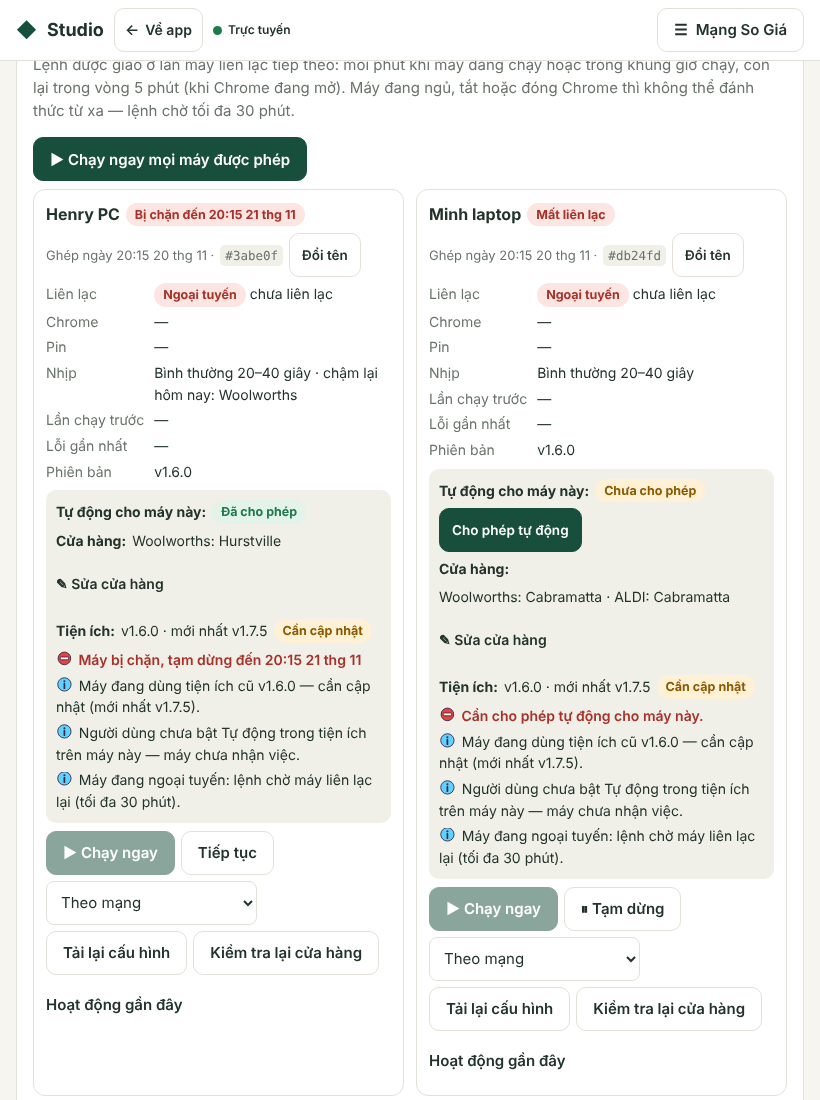 Studio
← Về app
Trực tuyến
☰ Mạng So Giá
Lệnh được giao ở lần máy liên lạc tiếp theo: mỗi phút khi máy đang chạy hoặc trong khung giờ chạy, còn
lại trong vòng 5 phút (khi Chrome đang mở). Máy đang ngủ, tắt hoặc đóng Chrome thì không thể đánh
thức từ xa — lệnh chờ tối đa 30 phút.
▶ Chạy ngay mọi máy được phép
Henry PC Bị chặn đến 20:15 21 thg 11
Ghép ngày 20:15 20 thg 11 · #3abe0f Đổi tên
Liên lạc Ngoại tuyến chưa liên lạc
Chrome —
Pin —
Nhịp Bình thường 20–40 giây · chậm lại
hôm nay: Woolworths
Lần chạy trước —
Lỗi gần nhất —
Phiên bản v1.6.0
Tự động cho máy này: Đã cho phép
Cửa hàng: Woolworths: Hurstville
✎ Sửa cửa hàng
Tiện ích: v1.6.0 · mới nhất v1.7.5 Cần cập nhật
⛔ Máy bị chặn, tạm dừng đến 20:15 21 thg 11
ℹ Máy đang dùng tiện ích cũ v1.6.0 — cần cập
nhật (mới nhất v1.7.5).
ℹ Người dùng chưa bật Tự động trong tiện ích
trên máy này — máy chưa nhận việc.
ℹ Máy đang ngoại tuyến: lệnh chờ máy liên lạc
lại (tối đa 30 phút).
▶ Chạy ngay Tiếp tục
Theo mạng
Tải lại cấu hình Kiểm tra lại cửa hàng
Hoạt động gần đây
Minh laptop Mất liên lạc
Ghép ngày 20:15 20 thg 11 · #db24fd Đổi tên
Liên lạc Ngoại tuyến chưa liên lạc
Chrome —
Pin —
Nhịp Bình thường 20–40 giây
Lần chạy trước —
Lỗi gần nhất —
Phiên bản v1.6.0
Tự động cho máy này: Chưa cho phép
Cho phép tự động
Cửa hàng:
Woolworths: Cabramatta · ALDI: Cabramatta
✎ Sửa cửa hàng
Tiện ích: v1.6.0 · mới nhất v1.7.5 Cần cập nhật
⛔ Cần cho phép tự động cho máy này.
ℹ Máy đang dùng tiện ích cũ v1.6.0 — cần cập
nhật (mới nhất v1.7.5).
ℹ Người dùng chưa bật Tự động trong tiện ích
trên máy này — máy chưa nhận việc.
ℹ Máy đang ngoại tuyến: lệnh chờ máy liên lạc
lại (tối đa 30 phút).
▶ Chạy ngay ⏸ Tạm dừng
Theo mạng
Tải lại cấu hình Kiểm tra lại cửa hàng
Hoạt động gần đây